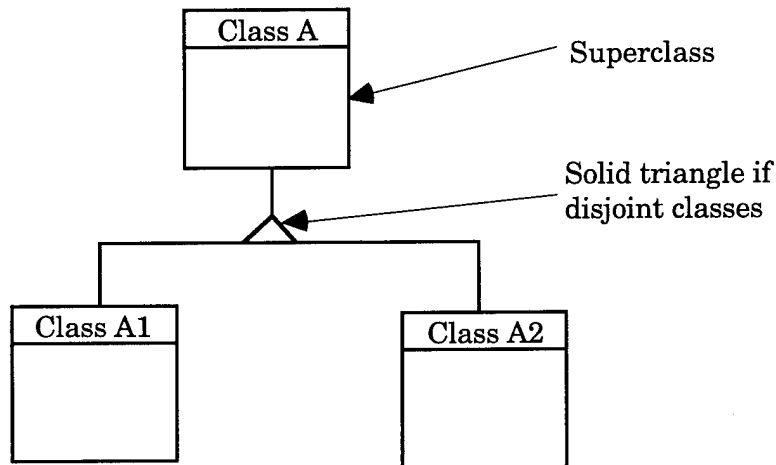 Class A
Superclass
Solid triangle if
disjoint classes
Class A1
Class A2